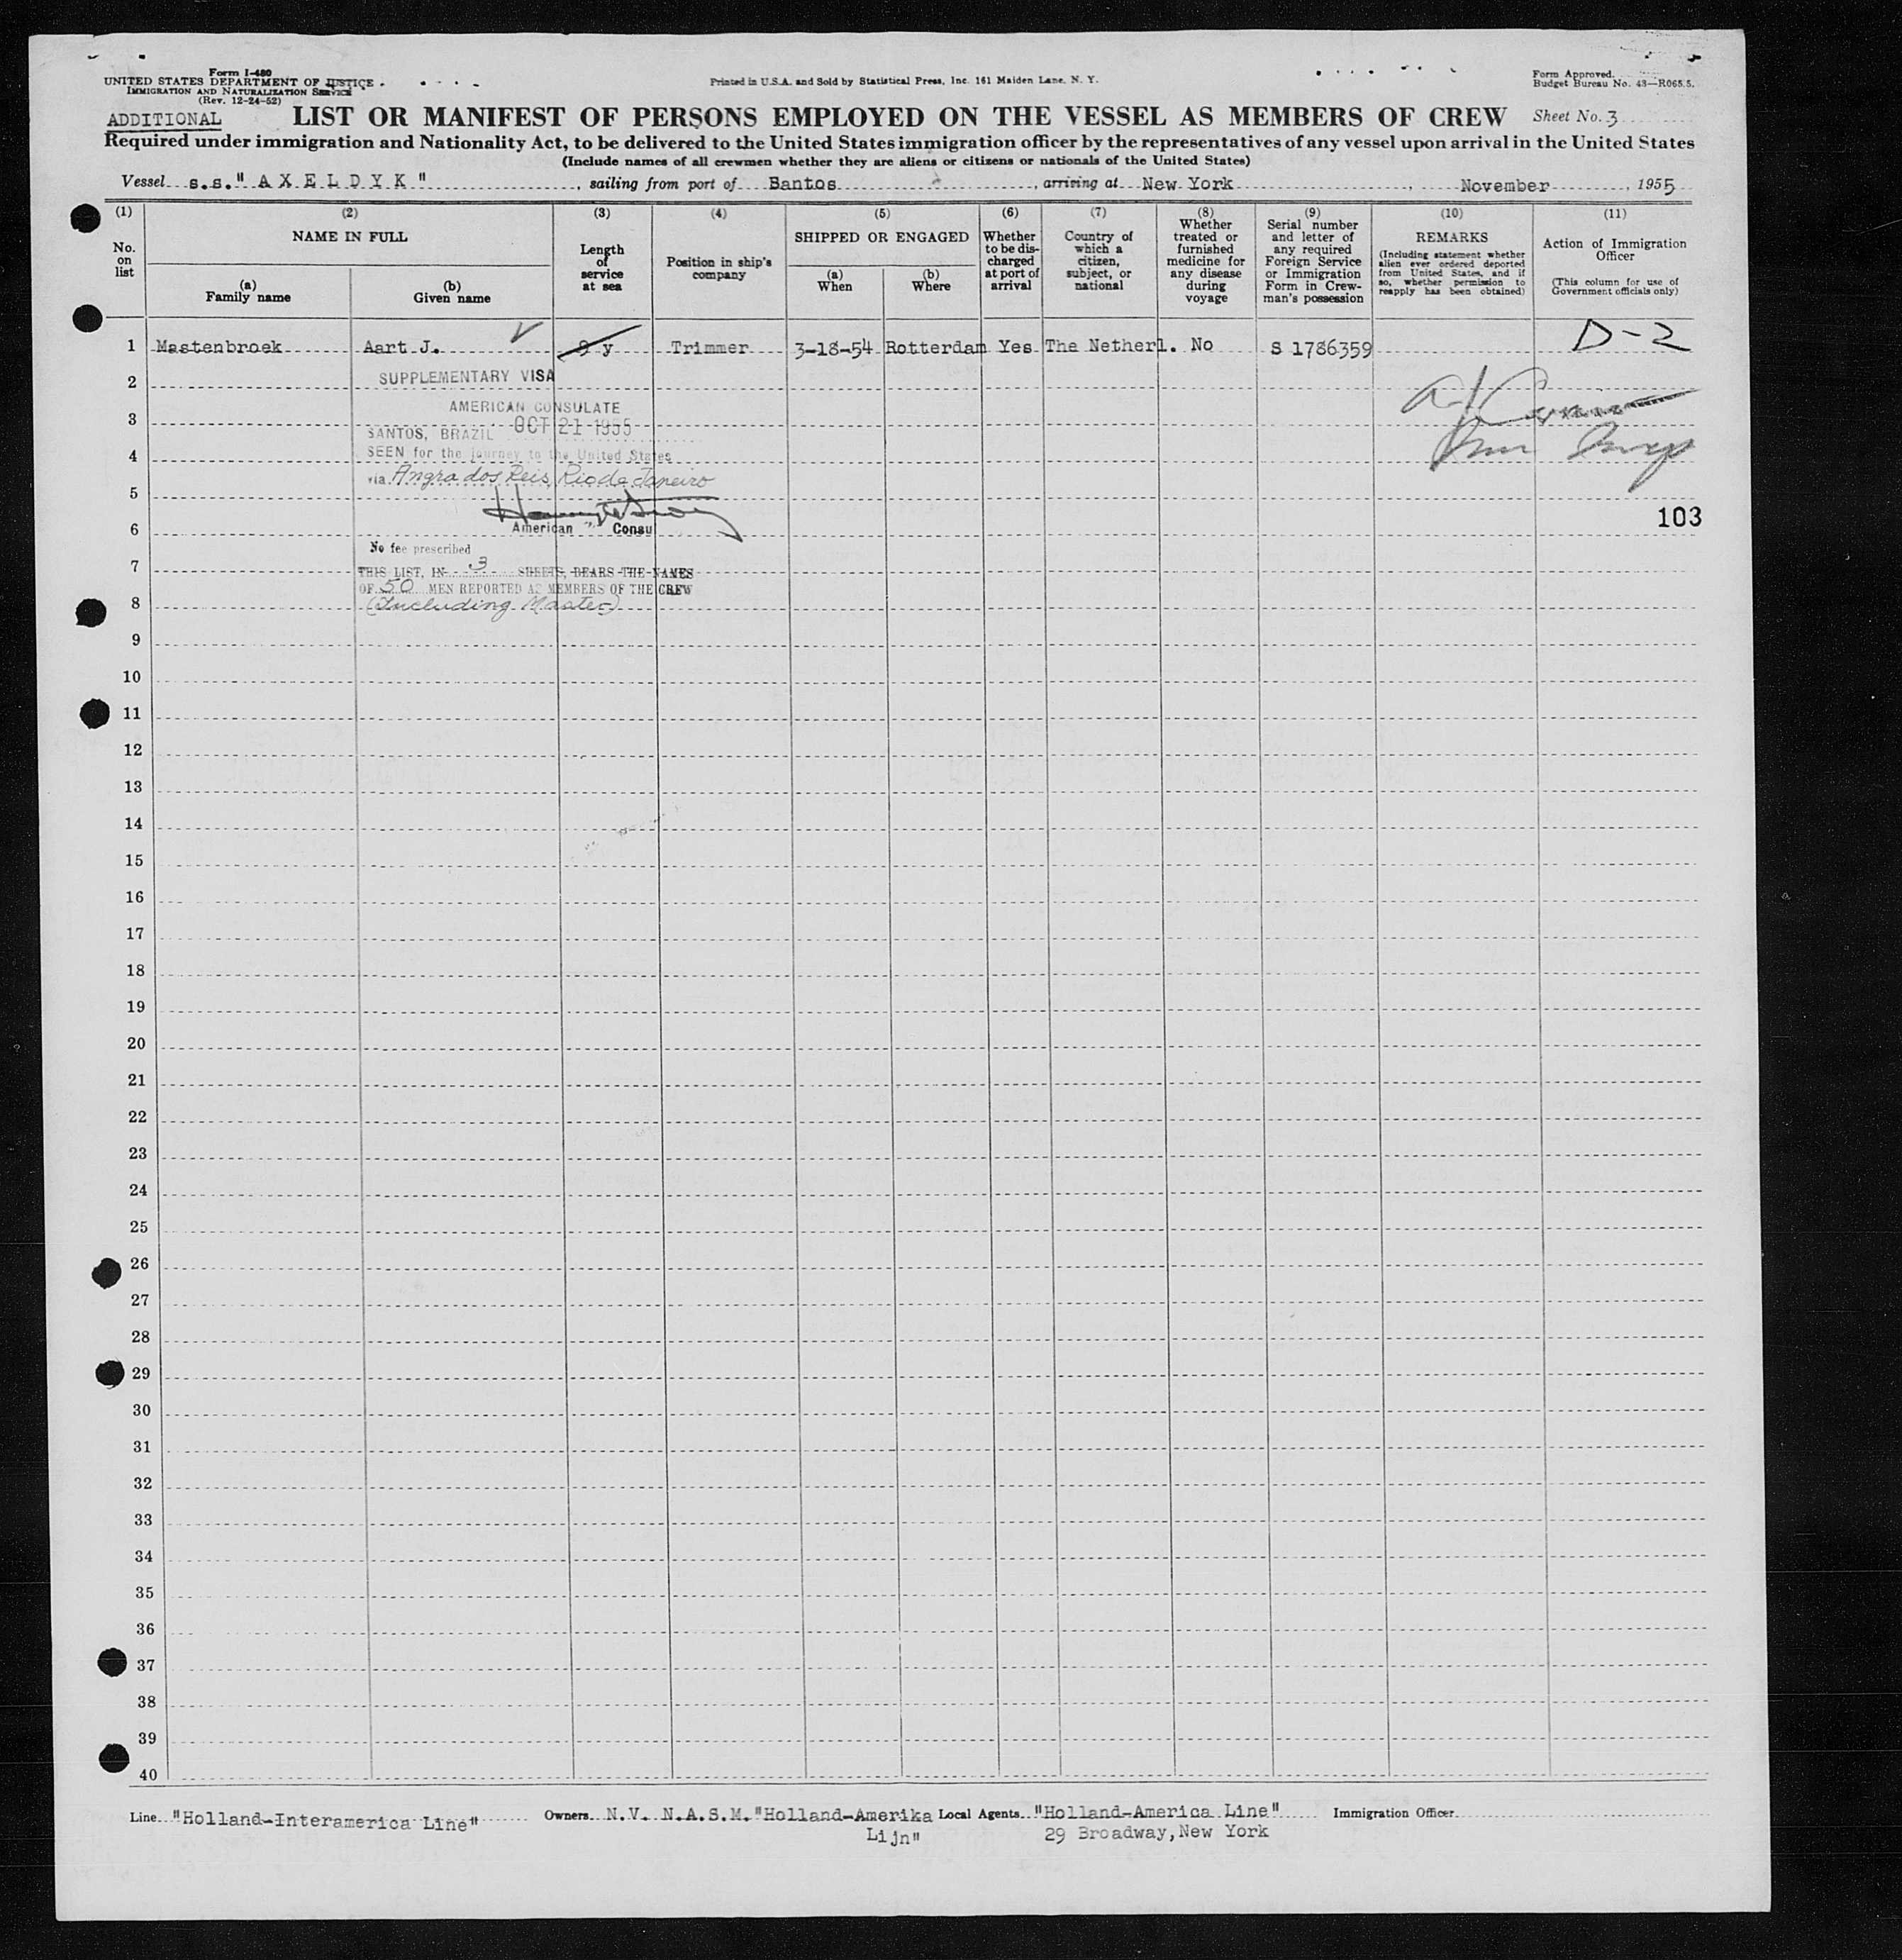 Form I-480
UNITED STATES DEPARTMENT OF JUSTICE
IMMIGRATION AND NATURALIZATION SERVICE
(Rev. 12-24-52)
Printed in U.S.A. and Sold by Statistical Press, Inc. 161 Maiden Lane, N. Y.
Form Approved.
Budget Bureau No. 43—R065.5.
ADDITIONAL LIST OR MANIFEST OF PERSONS EMPLOYED ON THE VESSEL AS MEMBERS OF CREW Sheet No. 3
Required under immigration and Nationality Act, to be delivered to the United States immigration officer by the representatives of any vessel upon arrival in the United States
(Include names of all crewmen whether they are aliens or citizens or nationals of the United States)
Vessel s.s." A X E L D Y K ", sailing from port of Santos, arriving at New York, November, 1955
(1) No. on list
(2) NAME IN FULL
(a) Family name
(b) Given name
(3) Length of service at sea
(4) Position in ship's company
(5) SHIPPED OR ENGAGED
(a) When
(b) Where
(6) Whether to be discharged at port of arrival
(7) Country of which a citizen, subject, or national
(8) Whether treated or furnished medicine for any disease during voyage
(9) Serial number and letter of any required Foreign Service or Immigration Form in Crewman's possession
(10) REMARKS
(Including statement whether alien ever ordered deported from United States, and if so, whether permission to reapply has been obtained)
(11) Action of Immigration Officer
(This column for use of Government officials only)
1 Mastenbroek Aart J. 9 y Trimmer 3-18-54 Rotterdam Yes The Netherl. No S 1786359 D-2
2 SUPPLEMENTARY VISA
AMERICAN CONSULATE
3 SANTOS, BRAZIL OCT 21 1955
4 SEEN for the journey to the United States
via Angra dos Reis, Rio de Janeiro
5
6 American Consul
103
No fee prescribed
7 THIS LIST, IN 3 SHEETS, BEARS THE NAMES
OF 50 MEN REPORTED AS MEMBERS OF THE CREW
8 (Including Master)
9
10
11
12
13
14
15
16
17
18
19
20
21
22
23
24
25
26
27
28
29
30
31
32
33
34
35
36
37
38
39
40
Line "Holland-Interamerica Line" Owners N.V. N.A.S.M. "Holland-Amerika Lijn" Local Agents "Holland-America Line" Immigration Officer
29 Broadway, New York